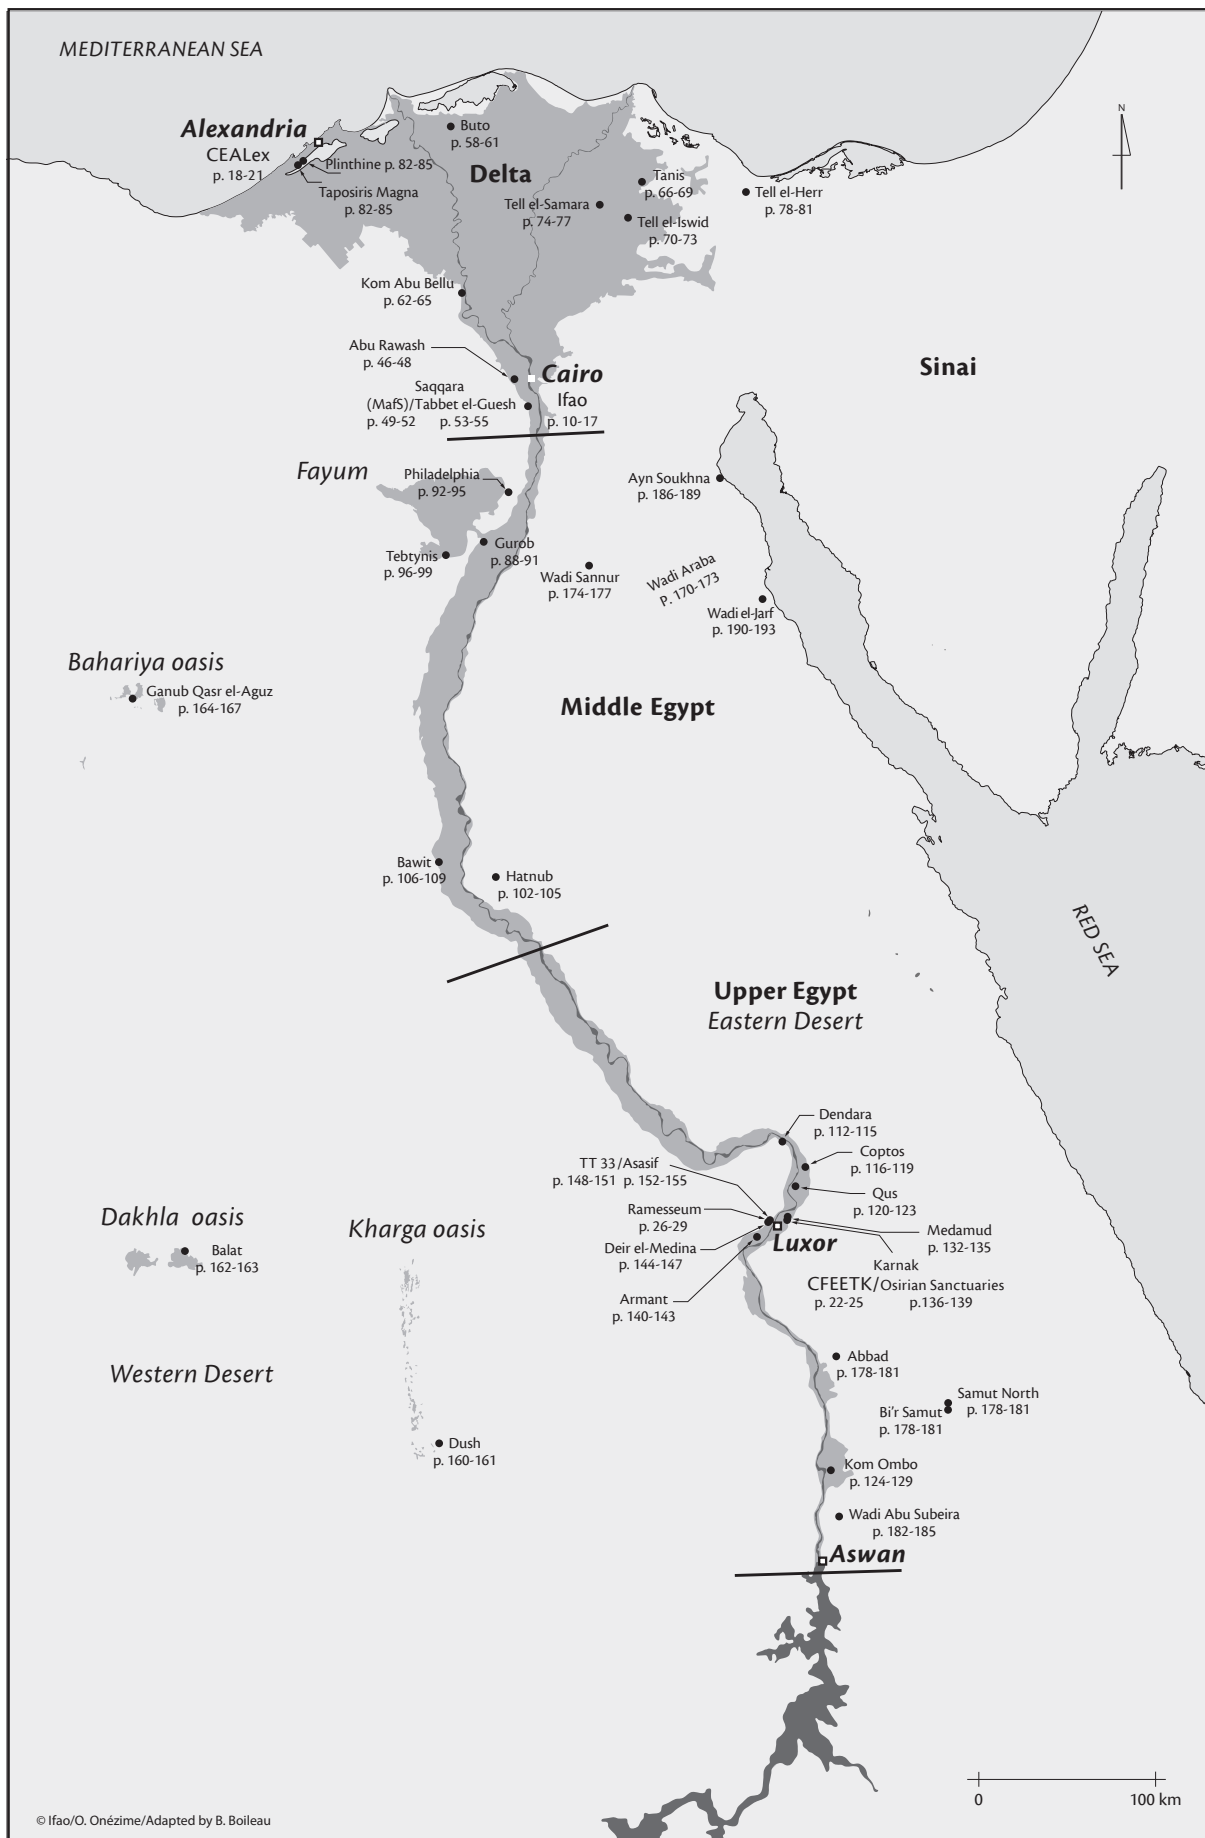 MEDITERRANEAN SEA
N
Alexandria
CEALex
p. 18-21
Plinthine p. 82-85
Taposiris Magna
p. 82-85
Buto
p. 58-61
Delta
Tanis
p. 66-69
Tell el-Samara
p. 74-77
Tell el-Iswid
p. 70-73
Tell el-Herr
p. 78-81
Kom Abu Bellu
p. 62-65
Abu Rawash
p. 46-48
Saqqara
(MafS)/Tabbet el-Guesh
p. 49-52 p. 53-55
Cairo
Ifao
p. 10-17
Sinai
Fayum
Philadelphia
p. 92-95
Ayn Soukhna
p. 186-189
Tebtynis
p. 96-99
Gurob
p. 88-91
Wadi Sannur
p. 174-177
Wadi Araba
P. 170-173
Wadi el-Jarf
p. 190-193
Bahariya oasis
Ganub Qasr el-Aguz
p. 164-167
Middle Egypt
Bawit
p. 106-109
Hatnub
p. 102-105
RED SEA
Upper Egypt
Eastern Desert
Dendara
p. 112-115
Coptos
p. 116-119
TT 33/Asasif
p. 148-151 p. 152-155
Qus
p. 120-123
Ramesseum
p. 26-29
Deir el-Medina
p. 144-147
Luxor
Medamud
p. 132-135
Karnak
CFEETK/Osirian Sanctuaries
p. 22-25 p.136-139
Armant
p. 140-143
Dakhla oasis
Balat
p. 162-163
Kharga oasis
Western Desert
Abbad
p. 178-181
Samut North
p. 178-181
Bi'r Samut
p. 178-181
Dush
p. 160-161
Kom Ombo
p. 124-129
Wadi Abu Subeira
p. 182-185
Aswan
0 100 km
© Ifao/O. Onézime/Adapted by B. Boileau